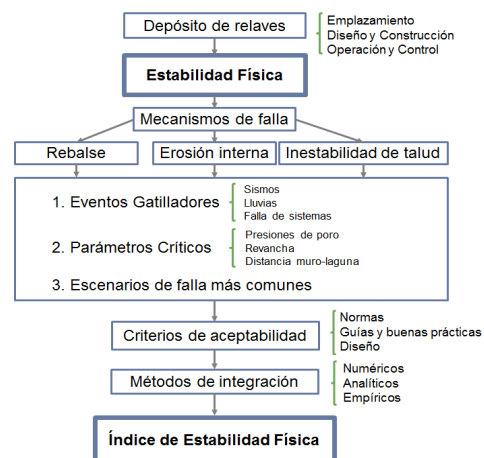 Depósito de relaves
Emplazamiento
Diseño y Construcción
Operación y Control
Estabilidad Física
Mecanismos de falla
Rebalse
Erosión interna
Inestabilidad de talud
1. Eventos Gatilladores
Sismos
Lluvias
Falla de sistemas
2. Parámetros Críticos
Presiones de poro
Revancha
Distancia muro-laguna
3. Escenarios de falla más comunes
Criterios de aceptabilidad
Normas
Guías y buenas prácticas
Diseño
Métodos de integración
Numéricos
Analíticos
Empíricos
Índice de Estabilidad Física